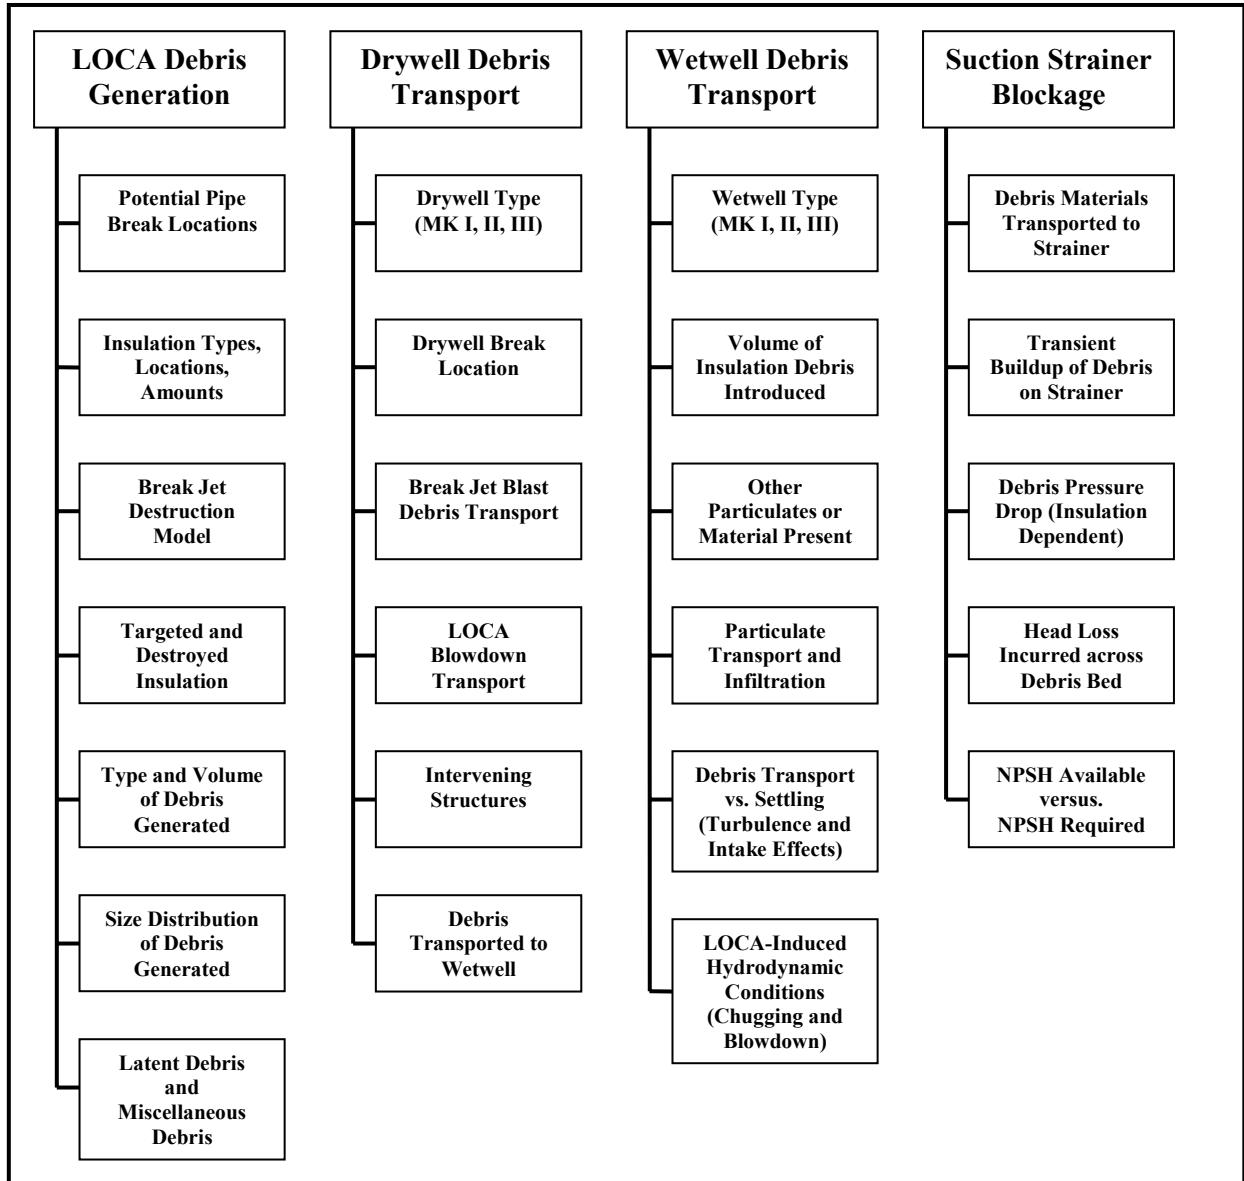 LOCA Debris
Generation
Potential Pipe
Break Locations
Insulation Types,
Locations,
Amounts
Break Jet
Destruction
Model
Targeted and
Destroyed
Insulation
Type and Volume
of Debris
Generated
Size Distribution
of Debris
Generated
Latent Debris
and
Miscellaneous
Debris
Drywell Debris
Transport
Drywell Type
(MK I, II, III)
Drywell Break
Location
Break Jet Blast
Debris Transport
LOCA
Blowdown
Transport
Intervening
Structures
Debris
Transported to
Wetwell
Wetwell Debris
Transport
Wetwell Type
(MK I, II, III)
Volume of
Insulation Debris
Introduced
Other
Particulates or
Material Present
Particulate
Transport and
Infiltration
Debris Transport
vs. Settling
(Turbulence and
Intake Effects)
LOCA-Induced
Hydrodynamic
Conditions
(Chugging and
Blowdown)
Suction Strainer
Blockage
Debris Materials
Transported to
Strainer
Transient
Buildup of Debris
on Strainer
Debris Pressure
Drop (Insulation
Dependent)
Head Loss
Incurred across
Debris Bed
NPSH Available
versus.
NPSH Required